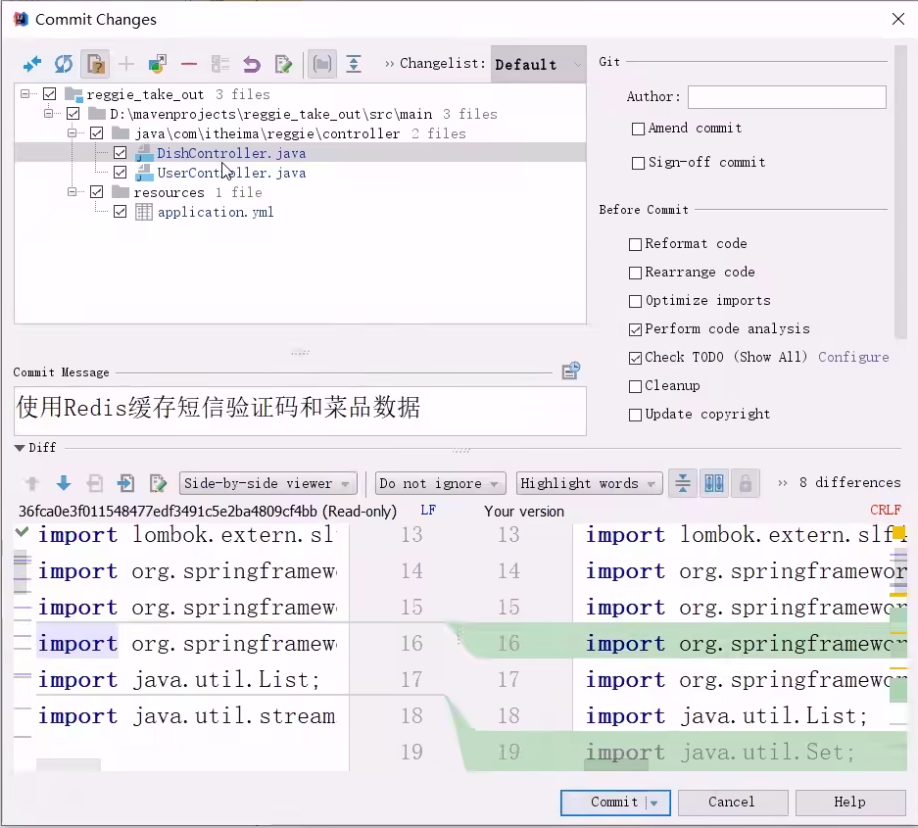 Commit Changes
Changelist: Default
reggie_take_out 3 files
D:\mavenprojects\reggie_take_out\src\main 3 files
java\com\itheima\reggie\controller 2 files
DishController.java
UserController.java
resources 1 file
application.yml
Git
Author:
Amend commit
Sign-off commit
Before Commit
Reformat code
Rearrange code
Optimize imports
Perform code analysis
Check TODO (Show All) Configure
Cleanup
Update copyright
Commit Message
使用Redis缓存短信验证码和菜品数据
Diff
Side-by-side viewer Do not ignore Highlight words 8 differences
36fca0e3f011548477edf3491c5e2ba4809cf4bb (Read-only) LF Your version CRLF
import lombok.extern.sl 13 13 import lombok.extern.slf4
import org.springframew 14 14 import org.springframewor
import org.springframew 15 15 import org.springframewor
import org.springframew 16 16 import org.springframewor
import java.util.List; 17 17 import org.springframewor
import java.util.stream 18 18 import java.util.List;
19 19 import java.util.Set;
Commit Cancel Help